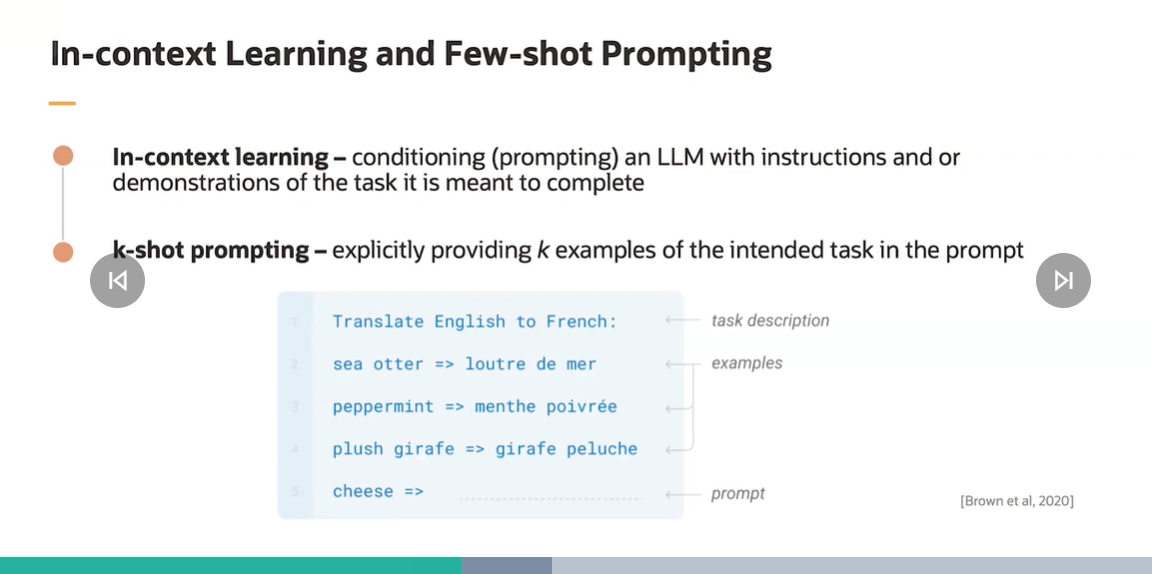 In-context Learning and Few-shot Prompting
In-context learning – conditioning (prompting) an LLM with instructions and or
demonstrations of the task it is meant to complete
k-shot prompting – explicitly providing k examples of the intended task in the prompt
1 Translate English to French: task description
2 sea otter => loutre de mer examples
3 peppermint => menthe poivrée
4 plush girafe => girafe peluche
5 cheese => prompt
[Brown et al, 2020]